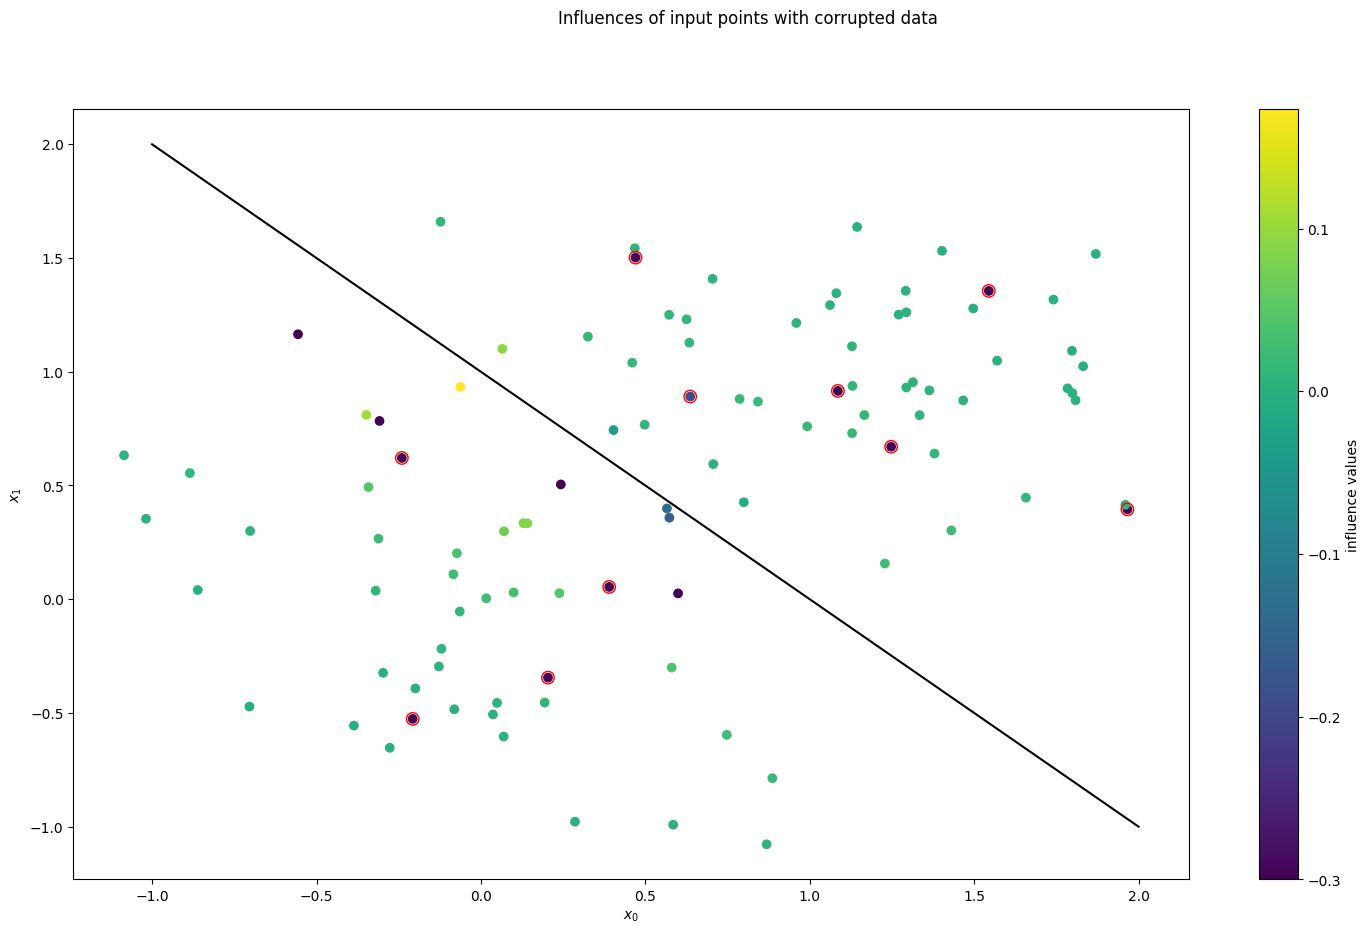 Influences of input points with corrupted data
2.0
1.5
1.0
0.5
0.0
−0.5
−1.0
x₁
−1.0 −0.5 0.0 0.5 1.0 1.5 2.0
x₀
0.1
0.0
−0.1
−0.2
−0.3
influence values